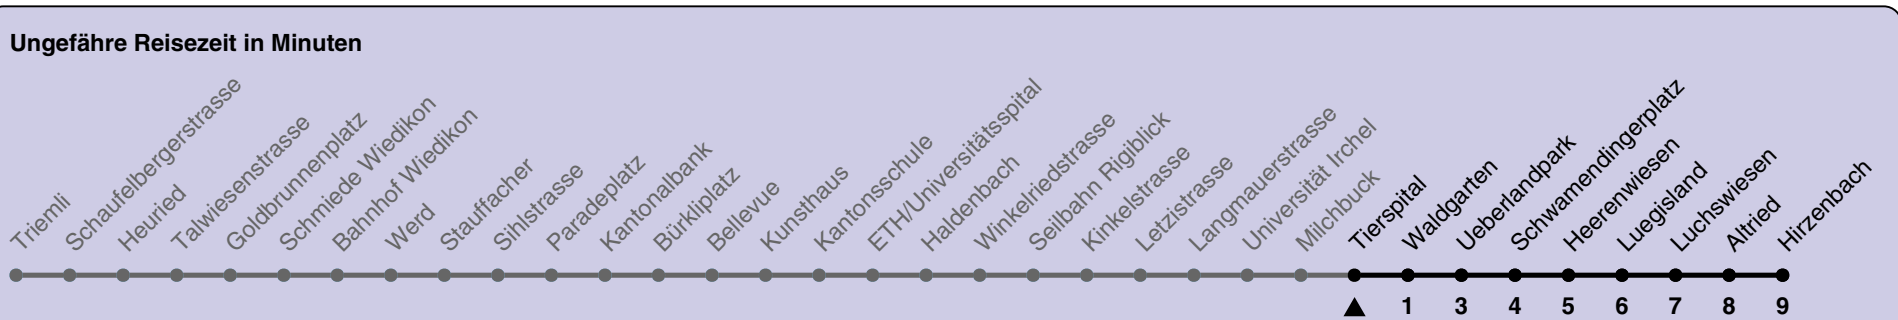 Ungefähre Reisezeit in Minuten
Triemli
Schaufelbergerstrasse
Heuried
Talwiesenstrasse
Goldbrunnenplatz
Schmiede Wiedikon
Bahnhof Wiedikon
Werd
Stauffacher
Sihlstrasse
Paradeplatz
Kantonalbank
Bürkliplatz
Bellevue
Kunsthaus
Kantonsschule
ETH/Universitätsspital
Haldenbach
Winkelriedstrasse
Seilbahn Rigiblick
Kinkelstrasse
Letzistrasse
Langmauerstrasse
Universität Irchel
Milchbuck
Tierspital
Waldgarten
Ueberlandpark
Schwamendingerplatz
Heerenwiesen
Luegisland
Luchswiesen
Altried
Hirzenbach
1 3 4 5 6 7 8 9